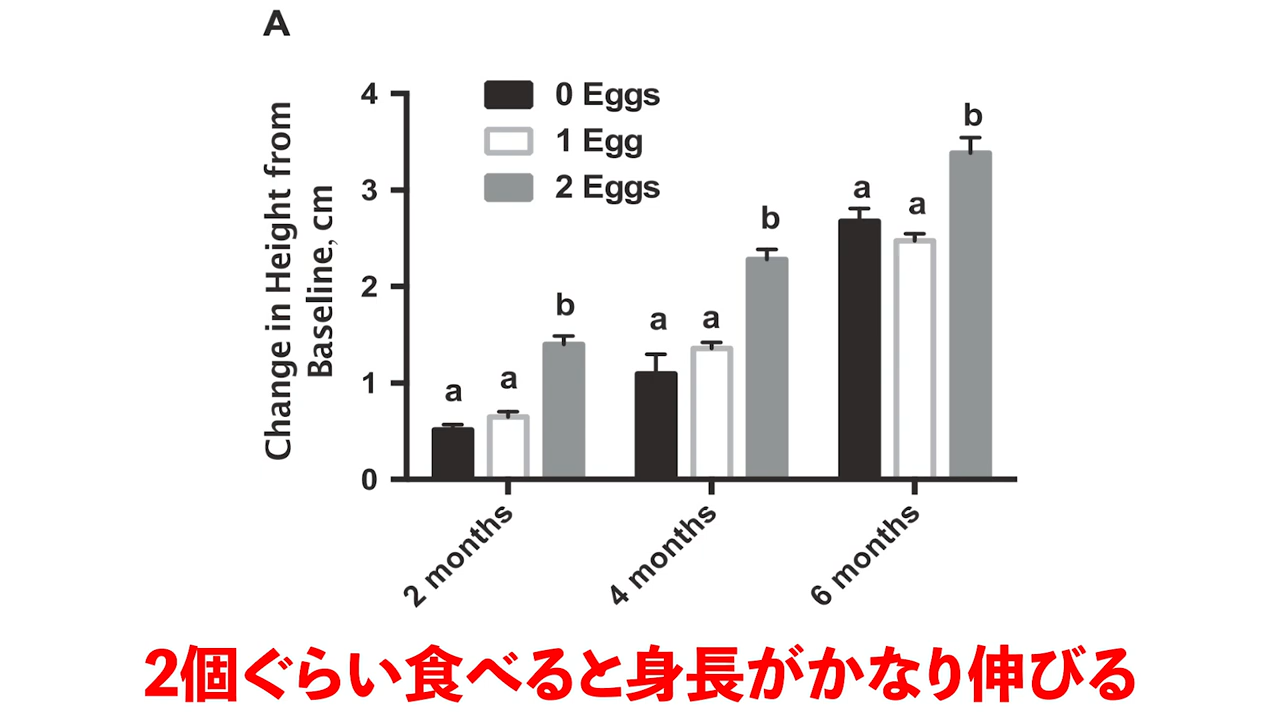 A
Change in Height from
Baseline, cm
4
3
2
1
0
0 Eggs
1 Egg
2 Eggs
a
a
b
a
a
b
a
a
b
2 months
4 months
6 months
2個ぐらい食べると身長がかなり伸びる